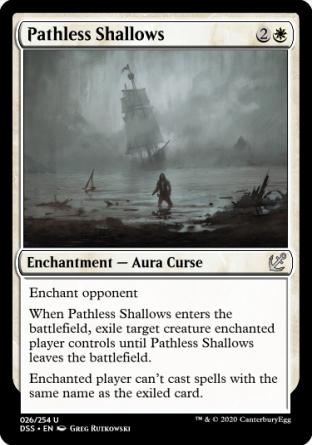 Pathless Shallows 2
Enchantment — Aura Curse
Enchant opponent
When Pathless Shallows enters the
battlefield, exile target creature enchanted
player controls until Pathless Shallows
leaves the battlefield.
Enchanted player can't cast spells with the
same name as the exiled card.
026/254 U
DSS • EN Greg Rutkowski
™ & © 2020 CanterburyEgg